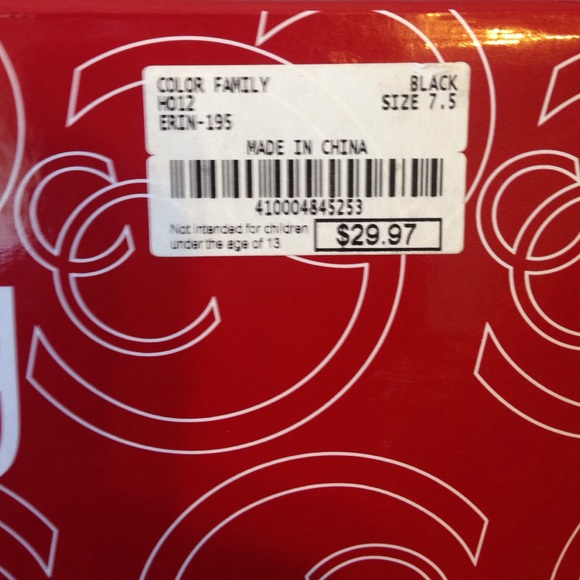 COLOR FAMILY BLACK
HO12 SIZE 7.5
ERIN-195
MADE IN CHINA
410004845253
Not intended for children
under the age of 13
$29.97